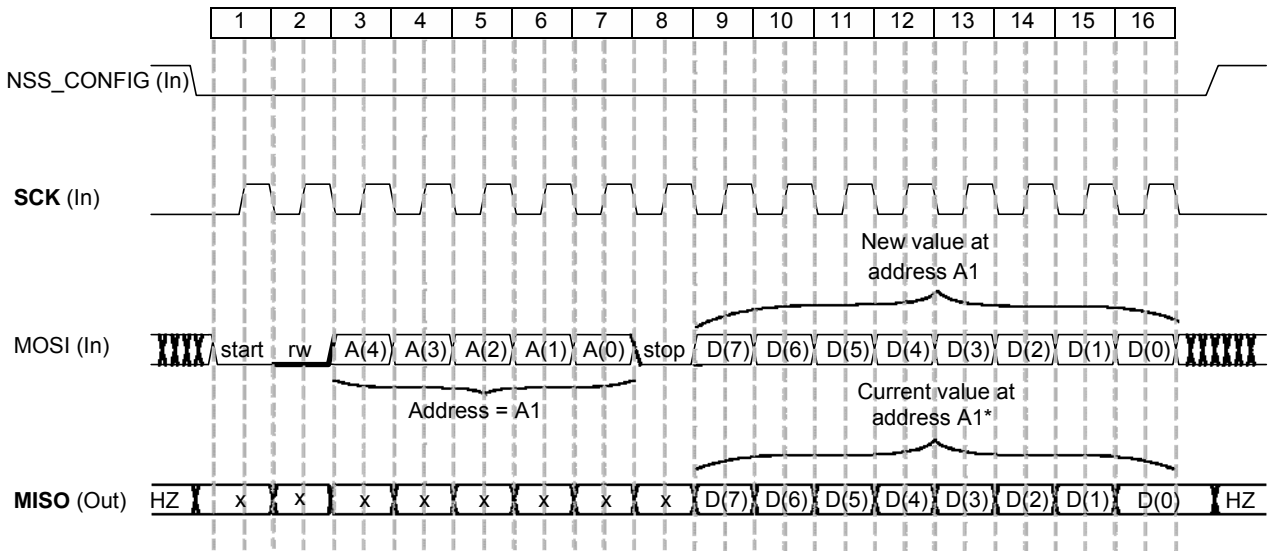 1 2 3 4 5 6 7 8 9 10 11 12 13 14 15 16
NSS_CONFIG (In)
SCK (In)
New value at
address A1
MOSI (In) start rw A(4) A(3) A(2) A(1) A(0) stop D(7) D(6) D(5) D(4) D(3) D(2) D(1) D(0)
Address = A1
Current value at
address A1*
MISO (Out) HZ x x x x x x x x D(7) D(6) D(5) D(4) D(3) D(2) D(1) D(0) HZ